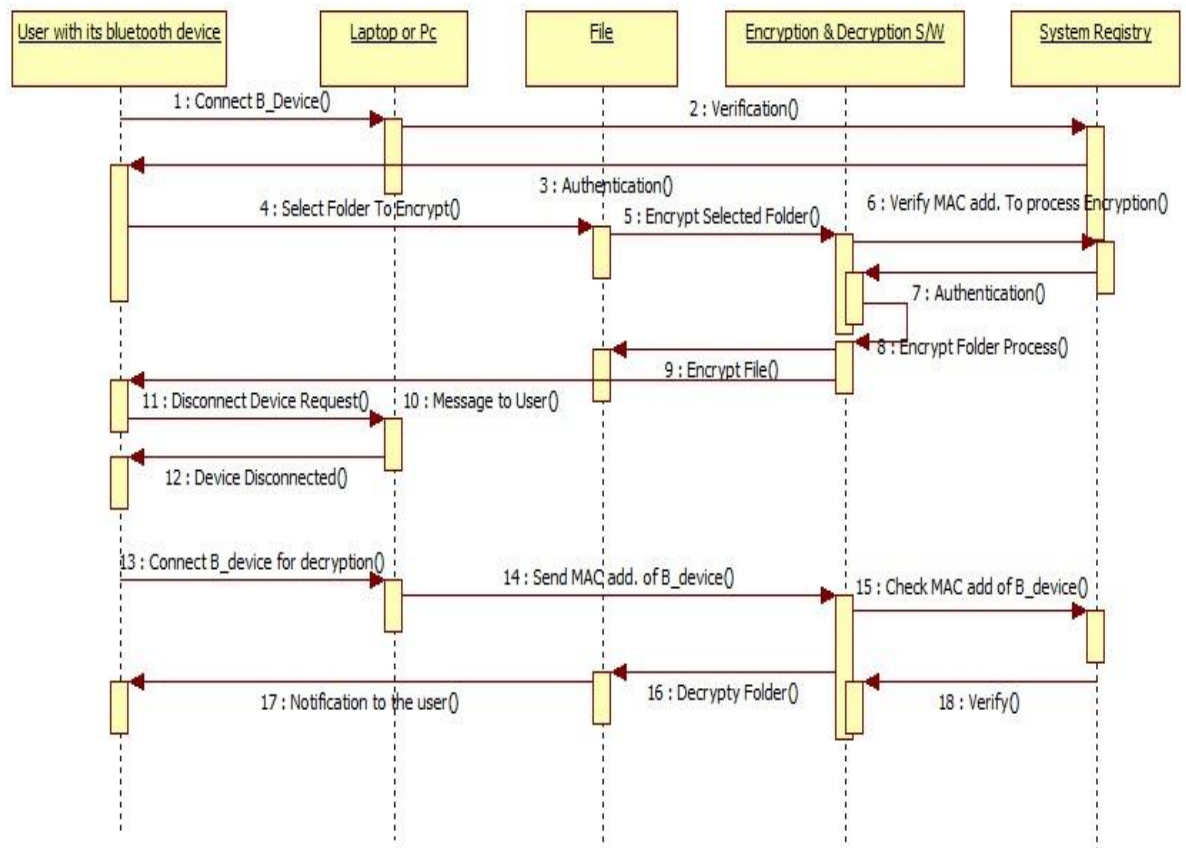 User with its bluetooth device
Laptop or Pc
File
Encryption & Decryption S/W
System Registry
1 : Connect B_Device()
2 : Verification()
3 : Authentication()
4 : Select Folder To Encrypt()
5 : Encrypt Selected Folder()
6 : Verify MAC add. To process Encryption()
7 : Authentication()
8 : Encrypt Folder Process()
9 : Encrypt File()
10 : Message to User()
11 : Disconnect Device Request()
12 : Device Disconnected()
13 : Connect B_device for decryption()
14 : Send MAC add. of B_device()
15 : Check MAC add of B_device()
16 : Decrypty Folder()
17 : Notification to the user()
18 : Verify()